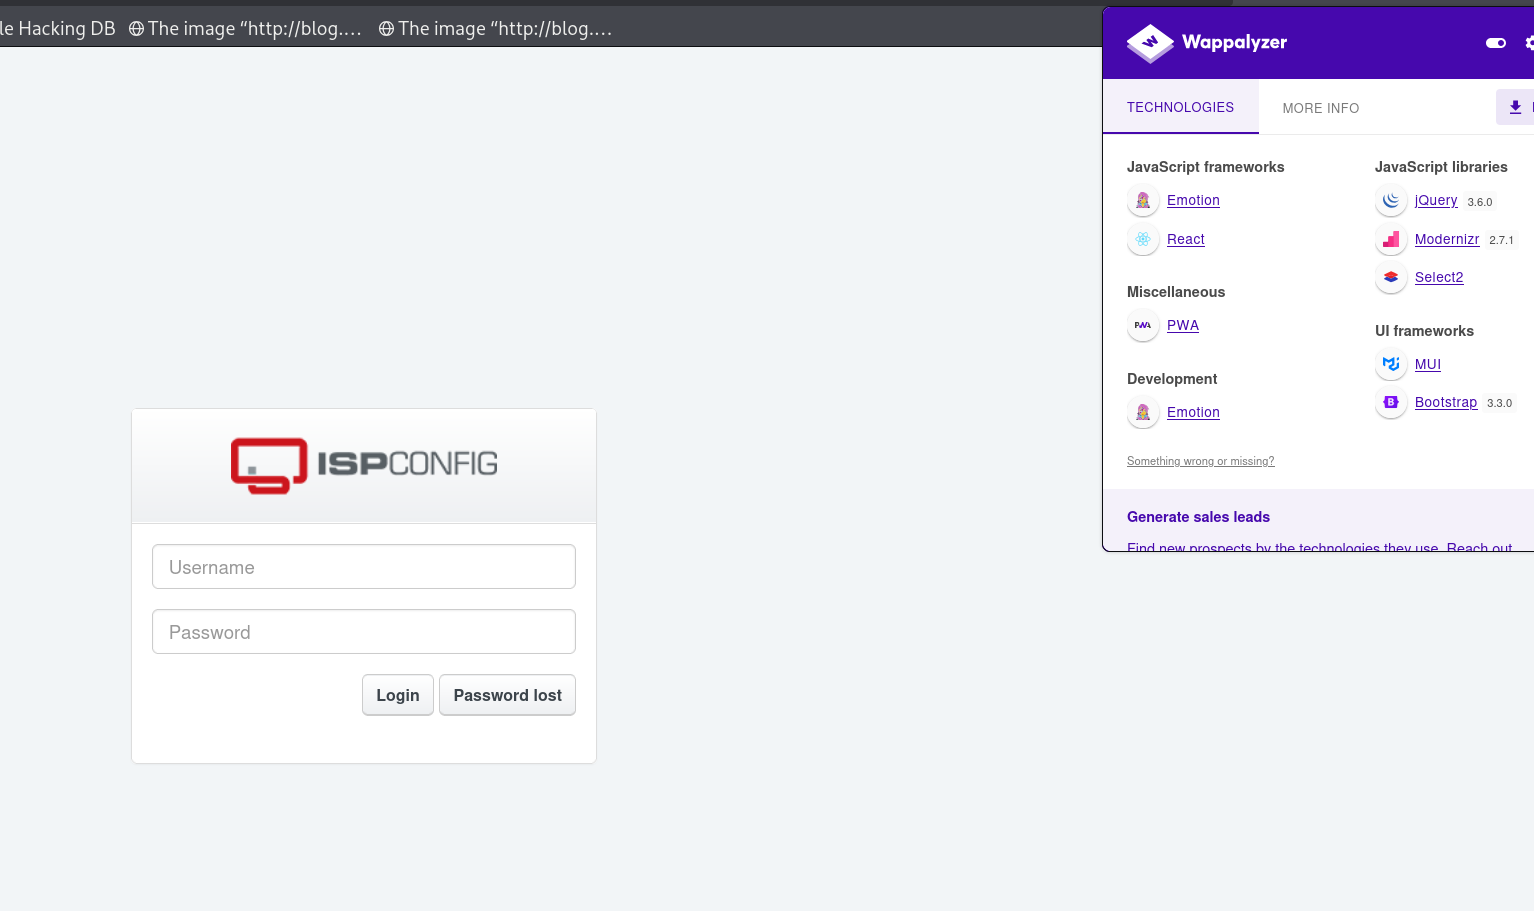 le Hacking DB The image “http://blog.... The image “http://blog....
Wappalyzer
TECHNOLOGIES MORE INFO
JavaScript frameworks
Emotion
React
Miscellaneous
PWA
Development
Emotion
Something wrong or missing?
JavaScript libraries
jQuery 3.6.0
Modernizr 2.7.1
Select2
UI frameworks
MUI
Bootstrap 3.3.0
Generate sales leads
Find new prospects by the technologies they use. Reach out
ISPCONFIG
Username
Password
Login Password lost